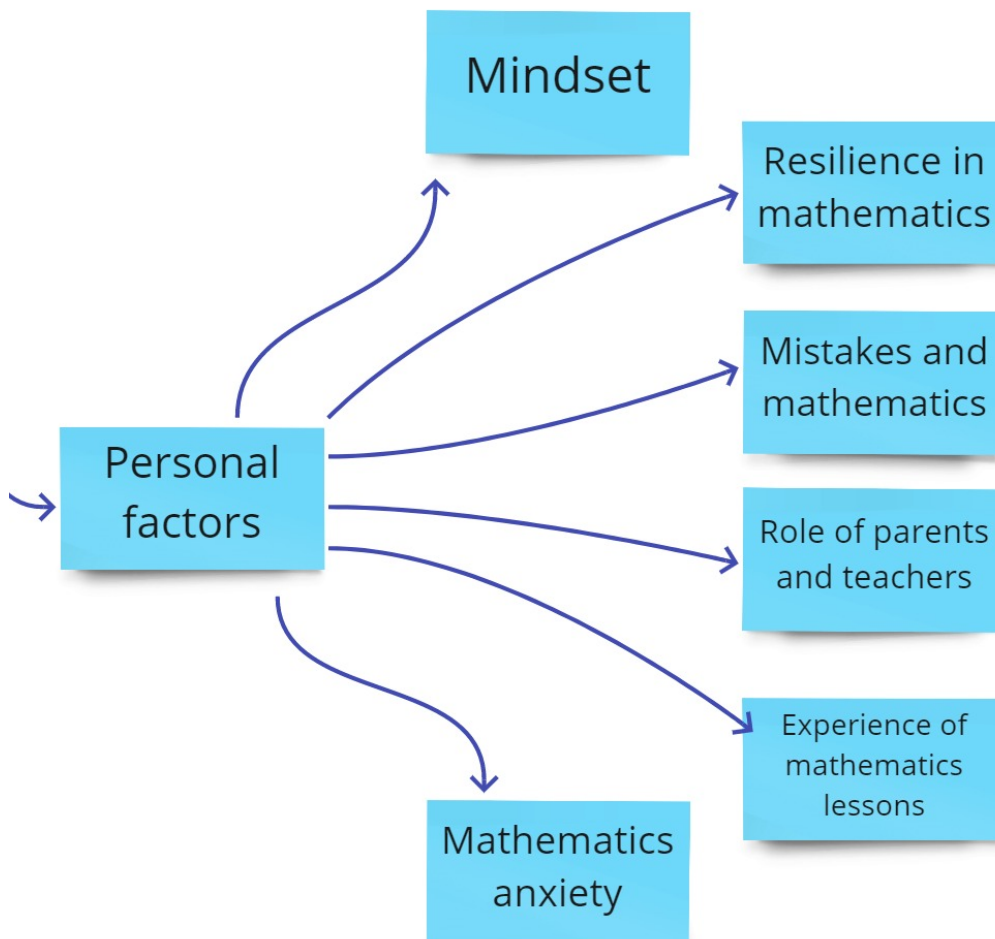 Mindset
Resilience in
mathematics
Mistakes and
mathematics
Personal
factors
Role of parents
and teachers
Experience of
mathematics
lessons
Mathematics
anxiety